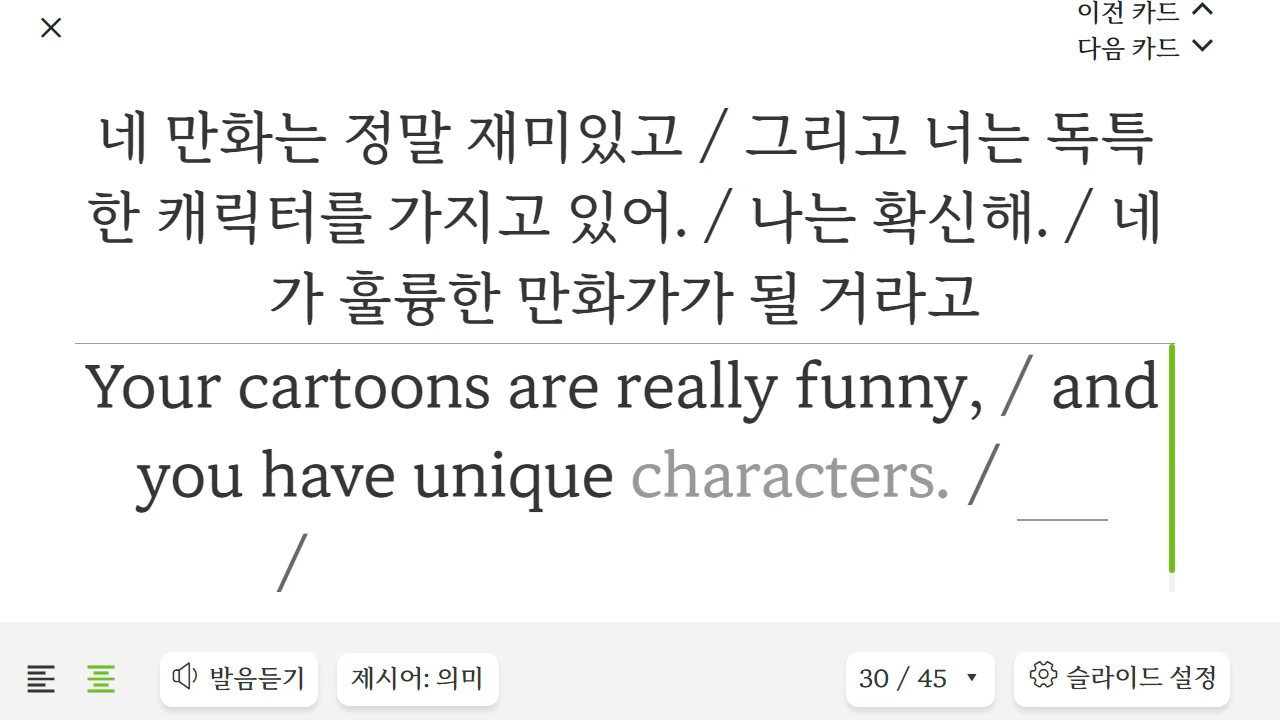 이전 카드
다음 카드
네 만화는 정말 재미있고 / 그리고 너는 독특
한 캐릭터를 가지고 있어. / 나는 확신해. / 네
가 훌륭한 만화가가 될 거라고
Your cartoons are really funny, / and
you have unique characters. /
/
발음듣기
제시어: 의미
30 / 45
슬라이드 설정